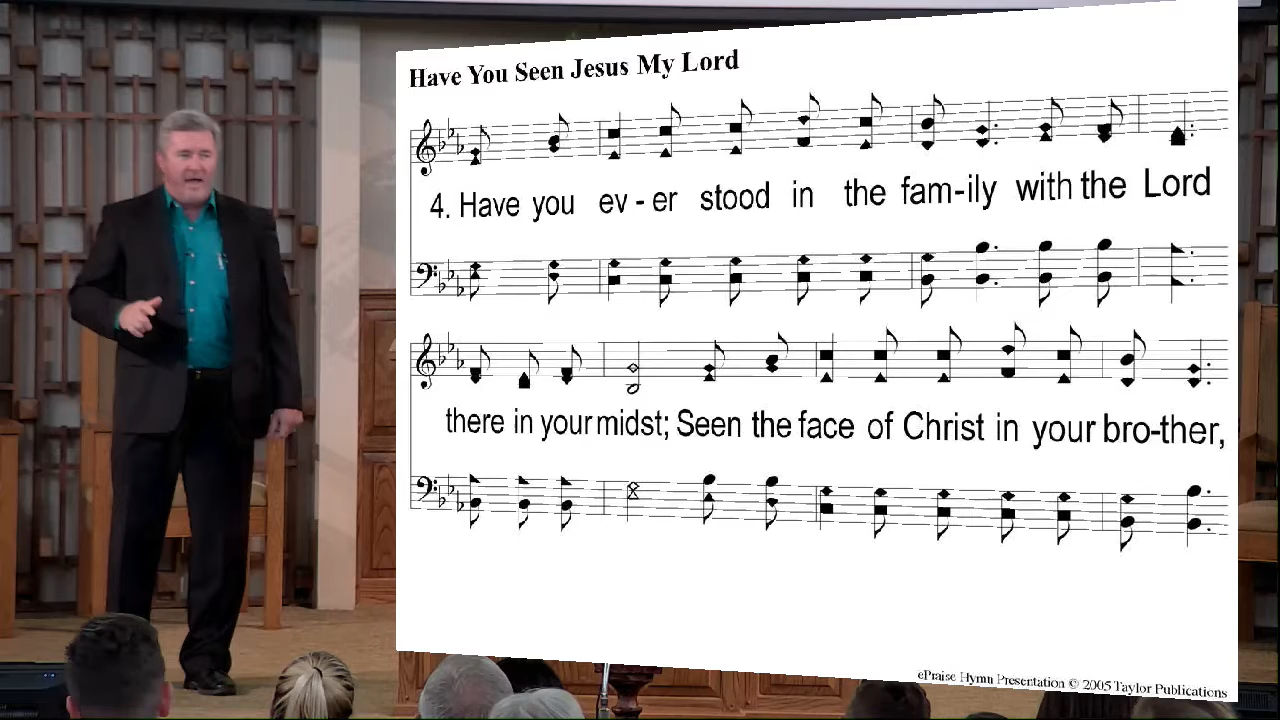 Have You Seen Jesus My Lord
4. Have you ev - er stood in the fam-ily with the Lord
there in your midst; Seen the face of Christ in your bro-ther,
ePraise Hymn Presentation © 2005 Taylor Publications